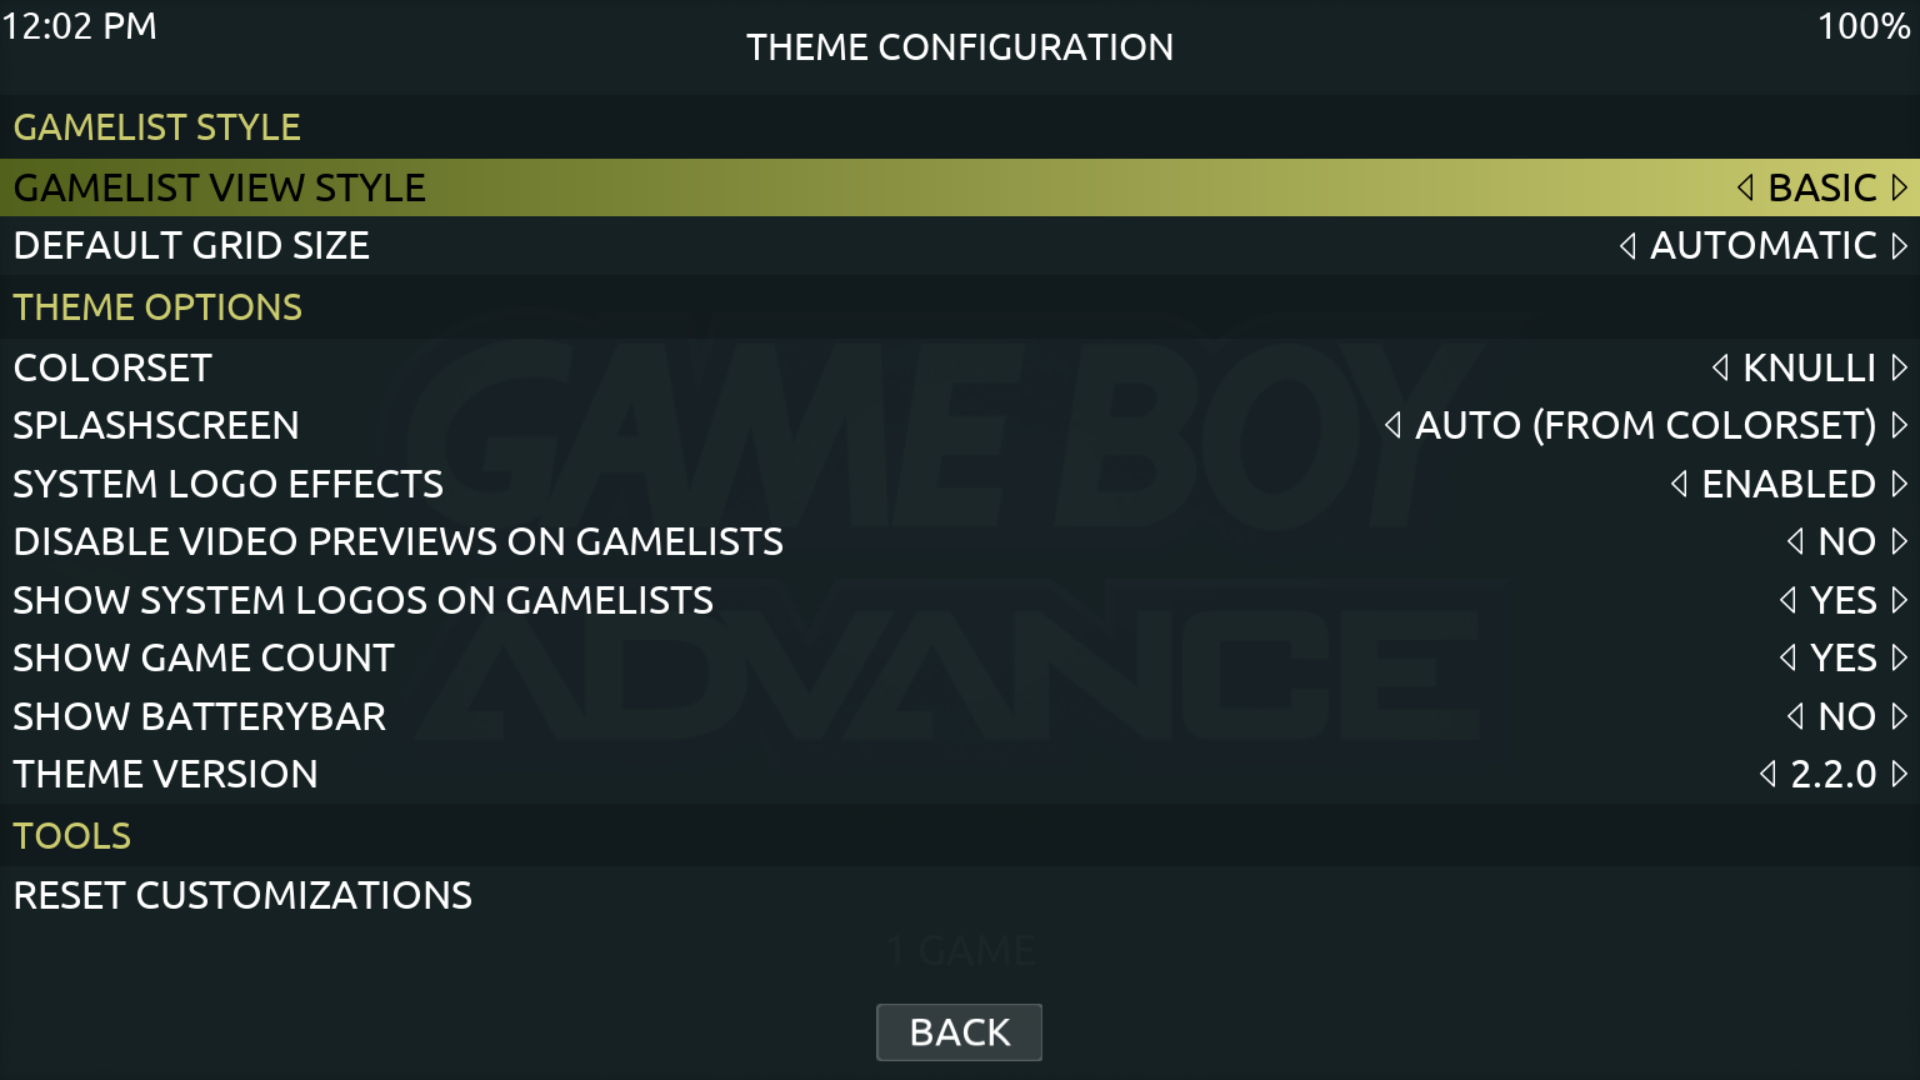 12:02 PM
100%
THEME CONFIGURATION
GAMELIST STYLE
GAMELIST VIEW STYLE BASIC
DEFAULT GRID SIZE AUTOMATIC
THEME OPTIONS
COLORSET KNULLI
SPLASHSCREEN AUTO (FROM COLORSET)
SYSTEM LOGO EFFECTS ENABLED
DISABLE VIDEO PREVIEWS ON GAMELISTS NO
SHOW SYSTEM LOGOS ON GAMELISTS YES
SHOW GAME COUNT YES
SHOW BATTERYBAR NO
THEME VERSION 2.2.0
TOOLS
RESET CUSTOMIZATIONS
GAME BOY
ADVANCE
1 GAME
BACK